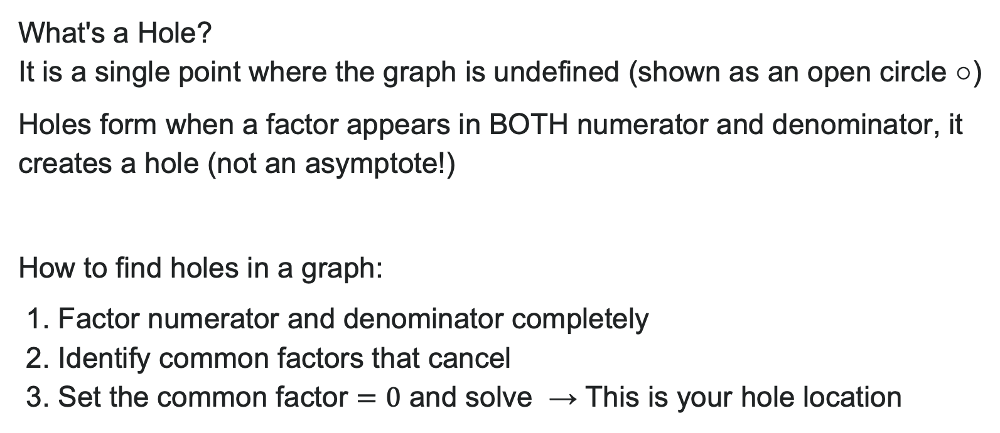 What's a Hole?
It is a single point where the graph is undefined (shown as an open circle ○)
Holes form when a factor appears in BOTH numerator and denominator, it
creates a hole (not an asymptote!)
How to find holes in a graph:
1. Factor numerator and denominator completely
2. Identify common factors that cancel
3. Set the common factor = 0 and solve → This is your hole location